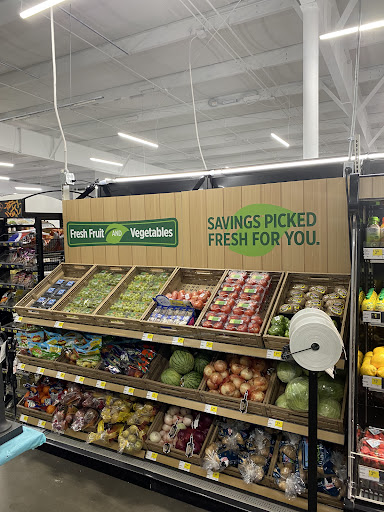 Fresh Fruit AND Vegetables
SAVINGS PICKED
FRESH FOR YOU.